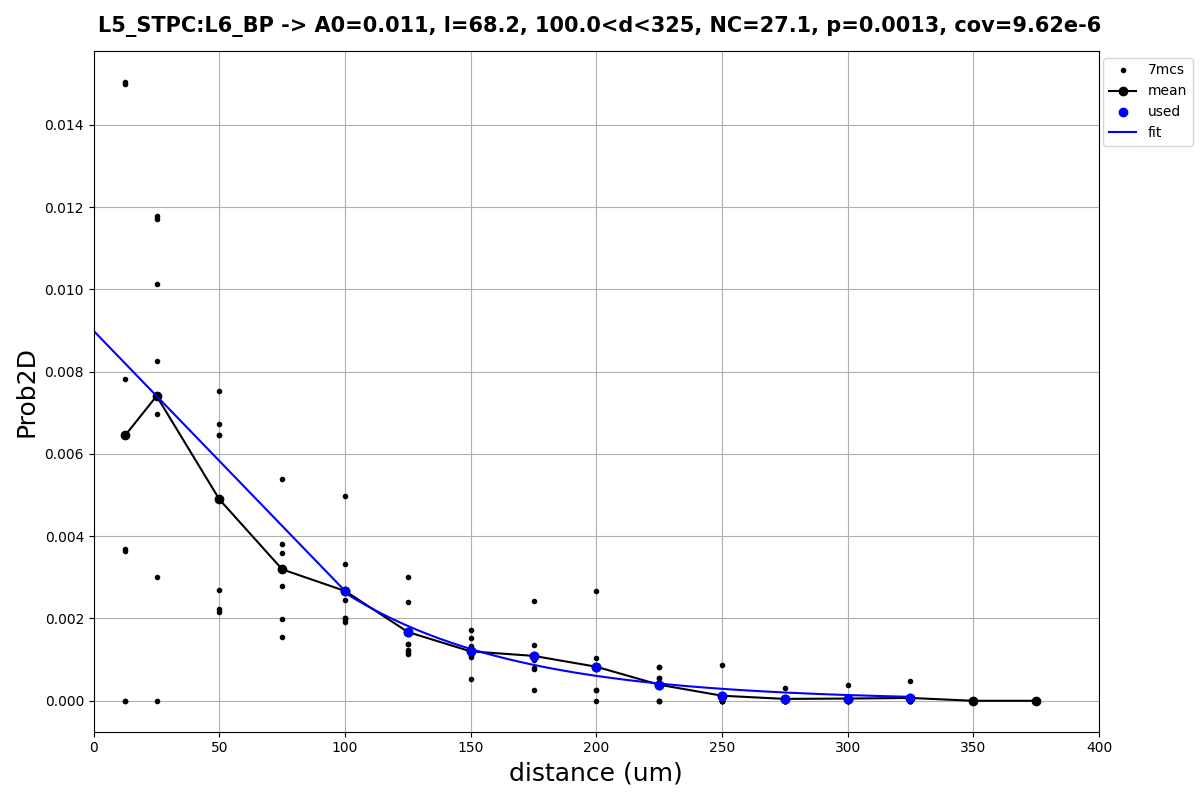 L5_STPC:L6_BP -> A0=0.011, l=68.2, 100.0<d<325, NC=27.1, p=0.0013, cov=9.62e-6
7mcs
mean
used
fit
Prob2D
0.014
0.012
0.010
0.008
0.006
0.004
0.002
0.000
0 50 100 150 200 250 300 350 400
distance (um)